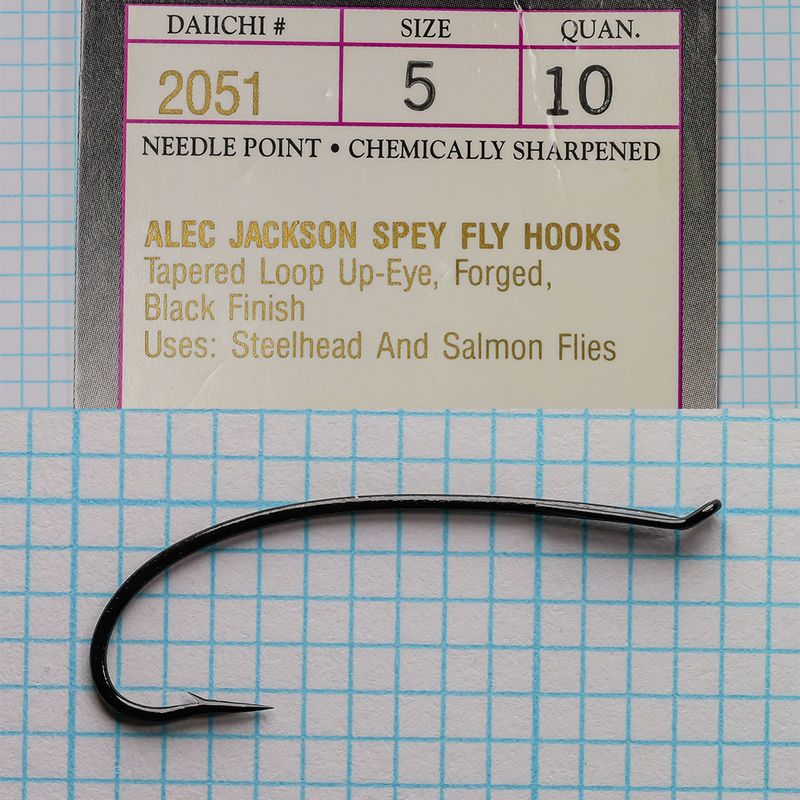 DAIICHI # SIZE QUAN.
2051 5 10
NEEDLE POINT • CHEMICALLY SHARPENED
ALEC JACKSON SPEY FLY HOOKS
Tapered Loop Up-Eye, Forged,
Black Finish
Uses: Steelhead And Salmon Flies